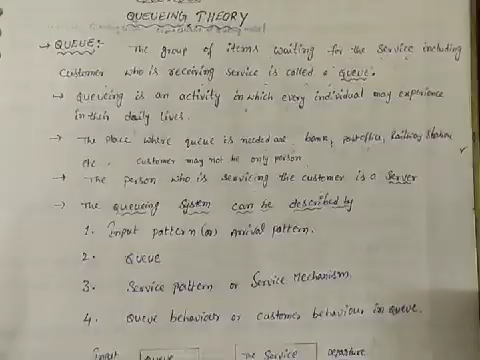 QUEUEING THEORY
→ QUEUE:- The group of items waiting for the service including
customer who is receiving service is called a queue.
→ Queueing is an activity in which every individual may experience
in their daily lives.
→ The place where queue is needed are bank, postoffice, Railway station
etc. customer may not be only person.
→ The person who is servicing the customer is a Server
→ The queueing system can be described by
1. Input pattern (or) Arrival pattern.
2. Queue
3. Service pattern or Service Mechanism.
4. Queue behaviour or customer behaviour in queue.
Input queue The Service departure